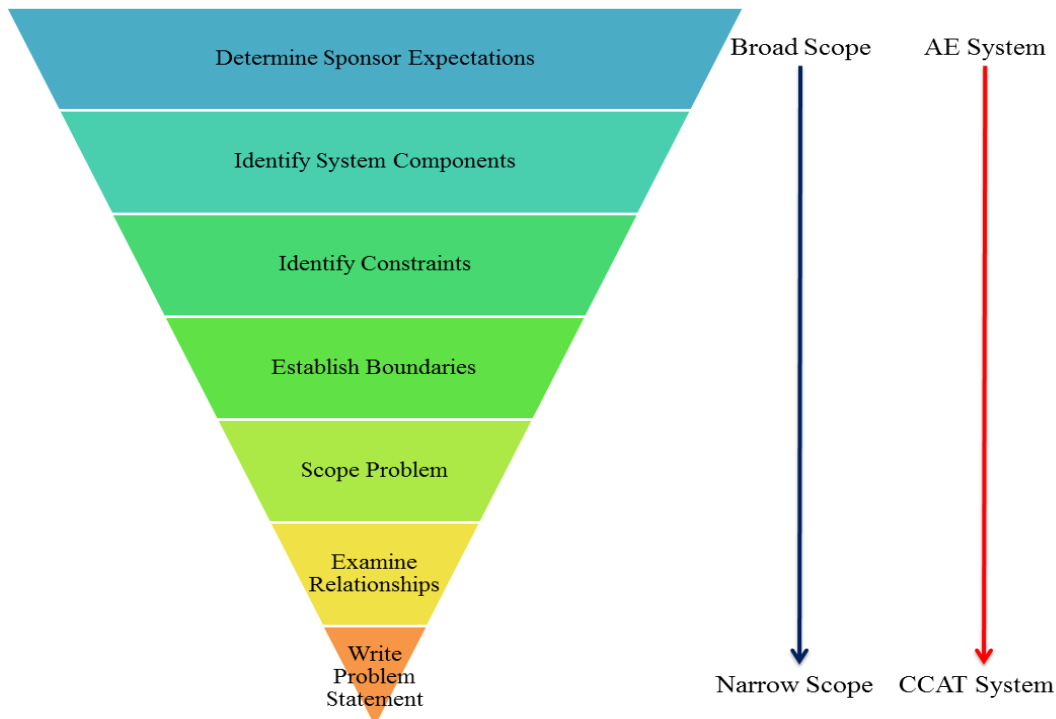 Determine Sponsor Expectations
Broad Scope
AE System
Identify System Components
Identify Constraints
Establish Boundaries
Scope Problem
Examine
Relationships
Write
Problem
Statement
Narrow Scope
CCAT System